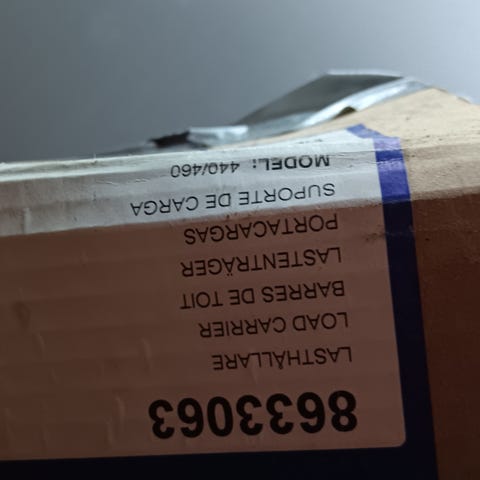 8633063
LASTHÅLLARE
LOAD CARRIER
BARRES DE TOIT
LASTENTRÄGER
PORTACARGAS
SUPORTE DE CARGA
MODEL: 440/460